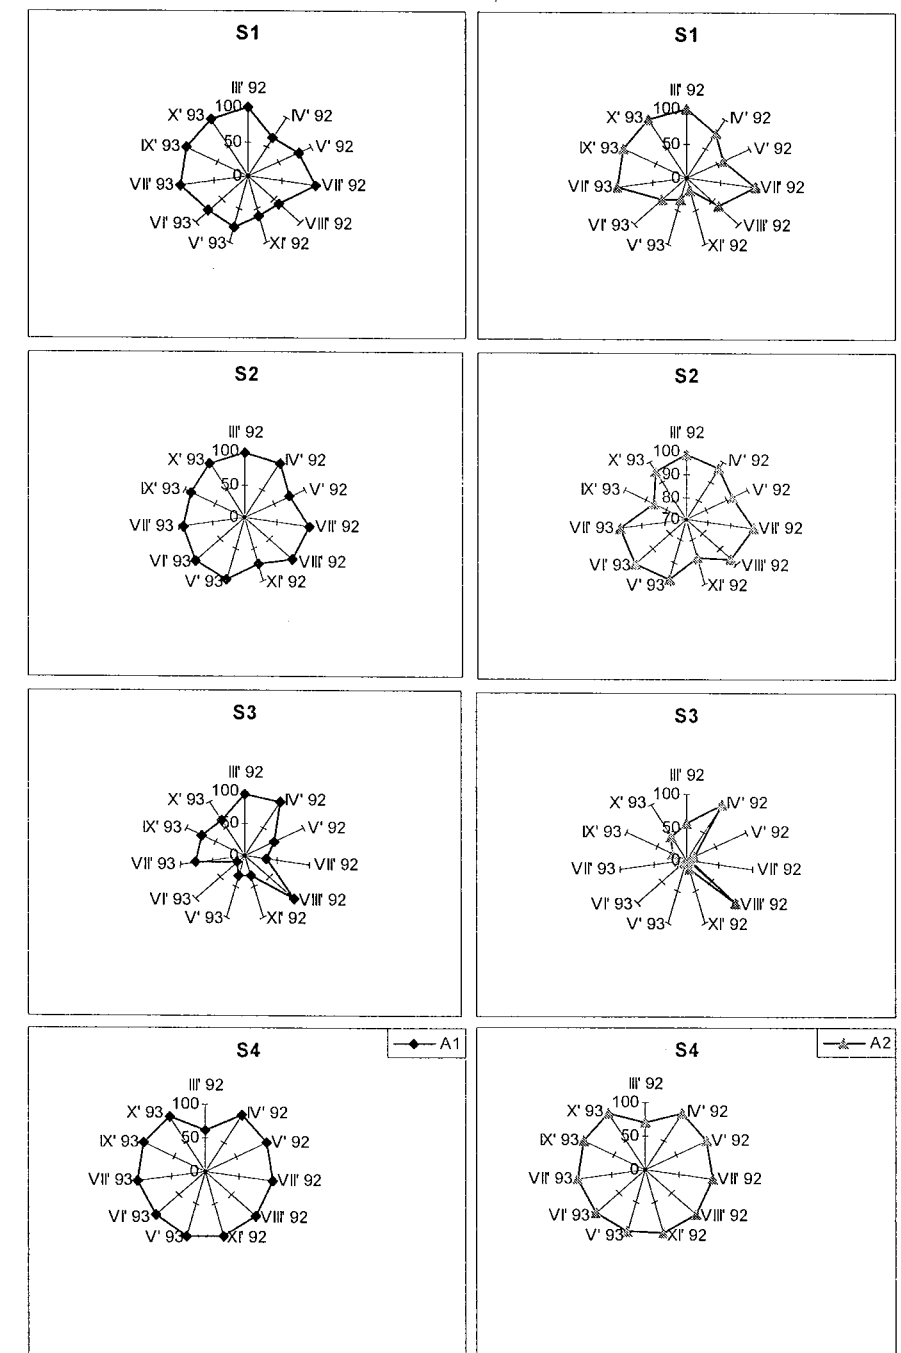 S1
III' 92
100
50
0
IV' 92
V' 92
VII' 92
VIII' 92
XI' 92
V' 93
VI' 93
VII' 93
IX' 93
X' 93
S1
III' 92
100
50
0
IV' 92
V' 92
VII' 92
VIII' 92
XI' 92
V' 93
VI' 93
VII' 93
IX' 93
X' 93
S2
III' 92
100
50
0
IV' 92
V' 92
VII' 92
VIII' 92
XI' 92
V' 93
VI' 93
VII' 93
IX' 93
X' 93
S2
III' 92
100
90
80
70
IV' 92
V' 92
VII' 92
VIII' 92
XI' 92
V' 93
VI' 93
VII' 93
IX' 93
X' 93
S3
III' 92
100
50
0
IV' 92
V' 92
VII' 92
VIII' 92
XI' 92
V' 93
VI' 93
VII' 93
IX' 93
X' 93
S3
III' 92
100
50
0
IV' 92
V' 92
VII' 92
VIII' 92
XI' 92
V' 93
VI' 93
VII' 93
IX' 93
X' 93
S4
A1
III' 92
100
50
0
IV' 92
V' 92
VII' 92
VIII' 92
XI' 92
V' 93
VI' 93
VII' 93
IX' 93
X' 93
S4
A2
III' 92
100
50
0
IV' 92
V' 92
VII' 92
VIII' 92
XI' 92
V' 93
VI' 93
VII' 93
IX' 93
X' 93